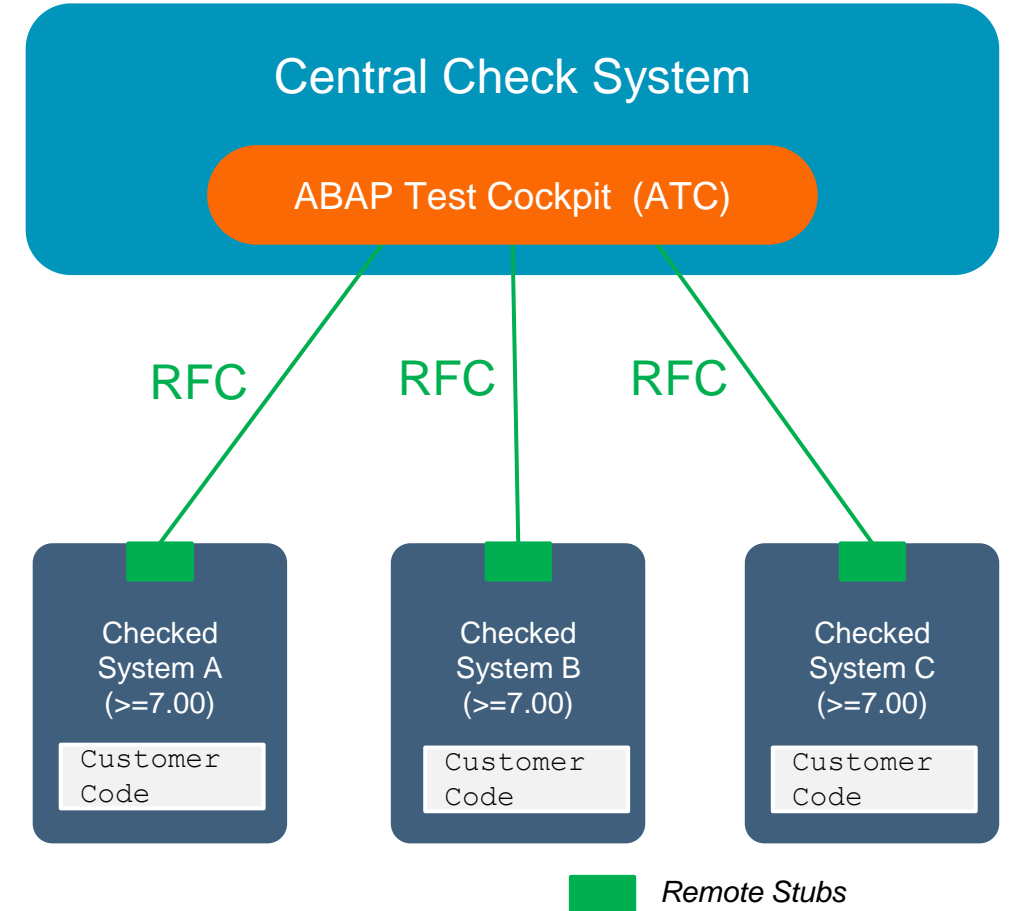 Central Check System
ABAP Test Cockpit (ATC)
RFC
RFC
RFC
Checked
System A
(>=7.00)
Customer
Code
Checked
System B
(>=7.00)
Customer
Code
Checked
System C
(>=7.00)
Customer
Code
Remote Stubs